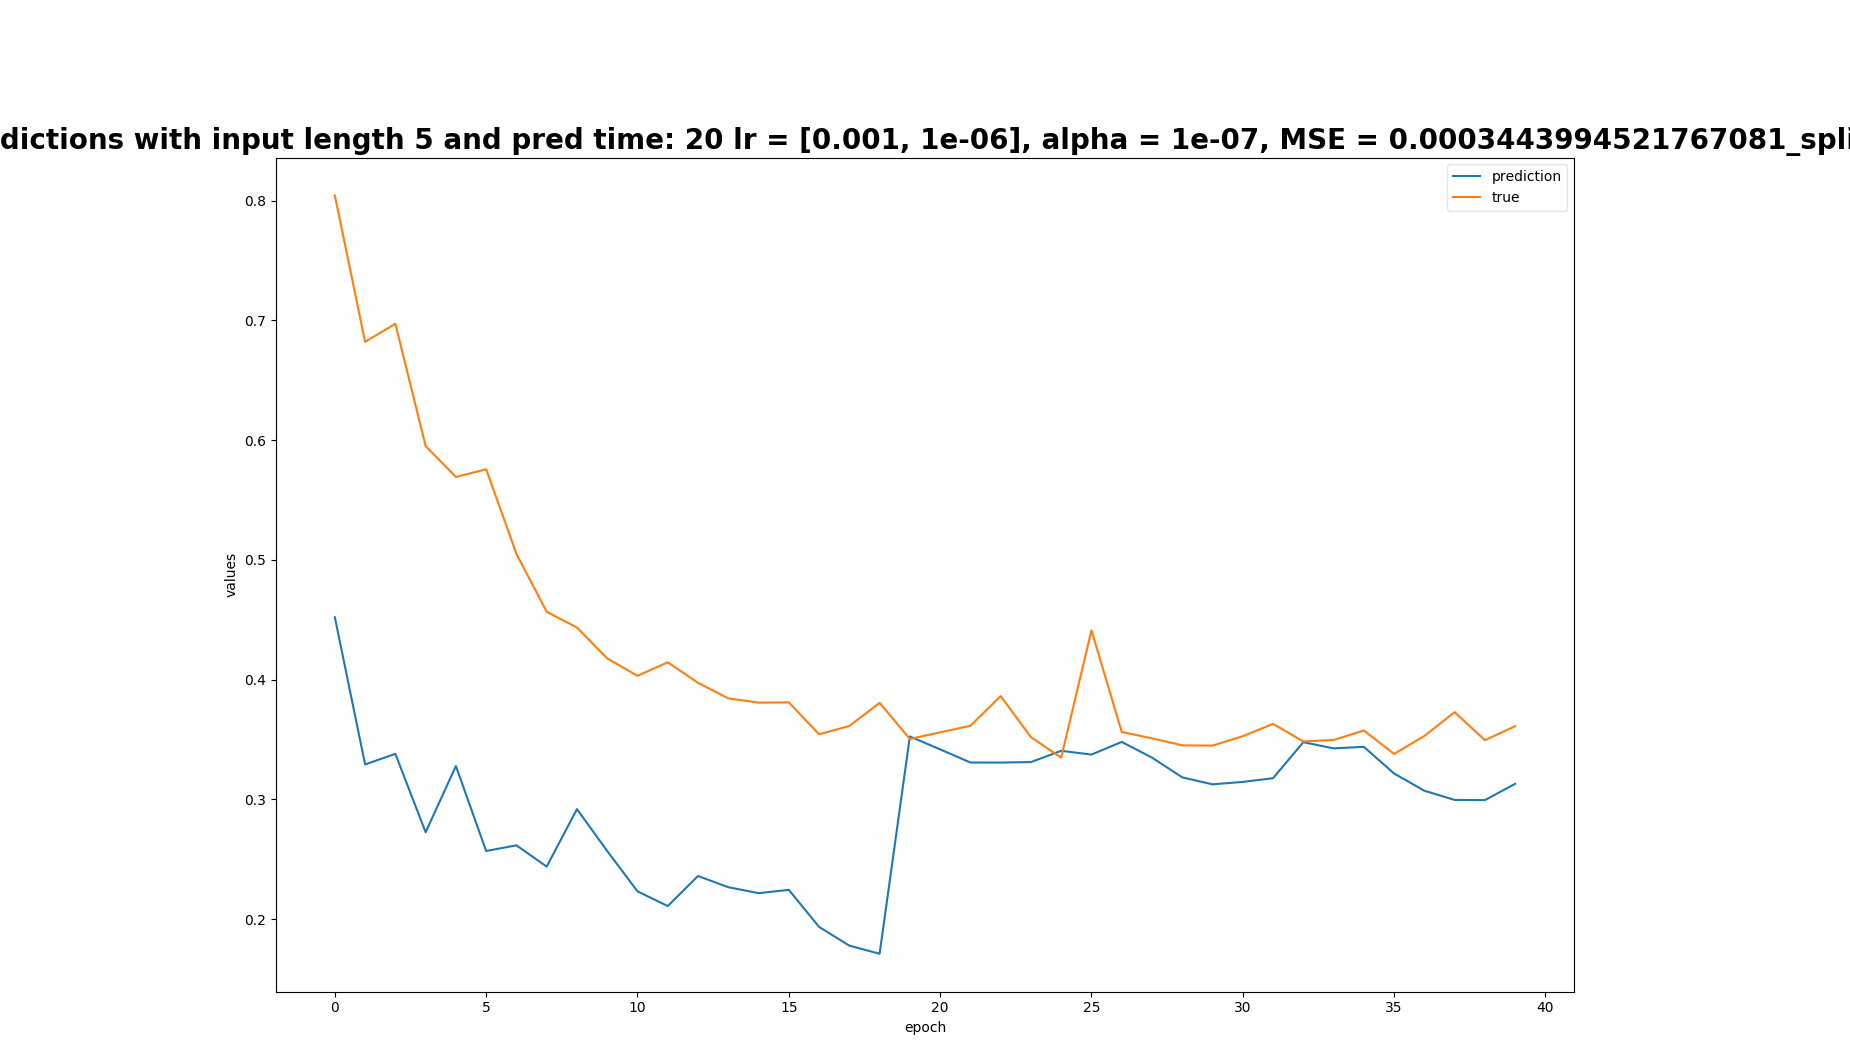 dictions with input length 5 and pred time: 20 lr = [0.001, 1e-06], alpha = 1e-07, MSE = 0.0003443994521767081_spli
prediction
true
0.8
0.7
0.6
0.5
0.4
0.3
0.2
values
0 5 10 15 20 25 30 35 40
epoch